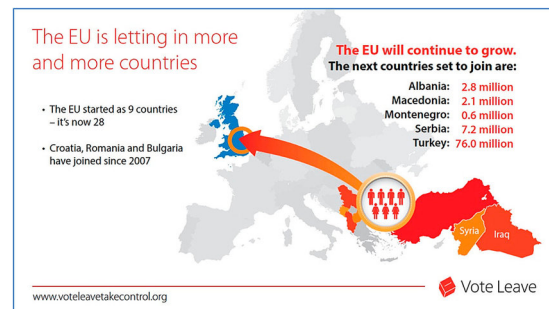 The EU is letting in more
and more countries
• The EU started as 9 countries
– it's now 28
• Croatia, Romania and Bulgaria
have joined since 2007
The EU will continue to grow.
The next countries set to join are:
Albania: 2.8 million
Macedonia: 2.1 million
Montenegro: 0.6 million
Serbia: 7.2 million
Turkey: 76.0 million
Syria
Iraq
www.voteleavetakecontrol.org
Vote Leave